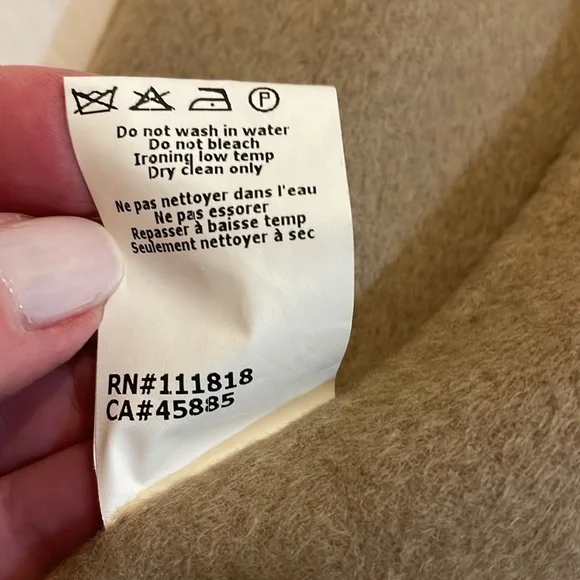 P
Do not wash in water
Do not bleach
Ironing low temp
Dry clean only
Ne pas nettoyer dans l'eau
Ne pas essorer
Repasser à baisse temp
Seulement nettoyer à sec
RN#111818
CA#45885